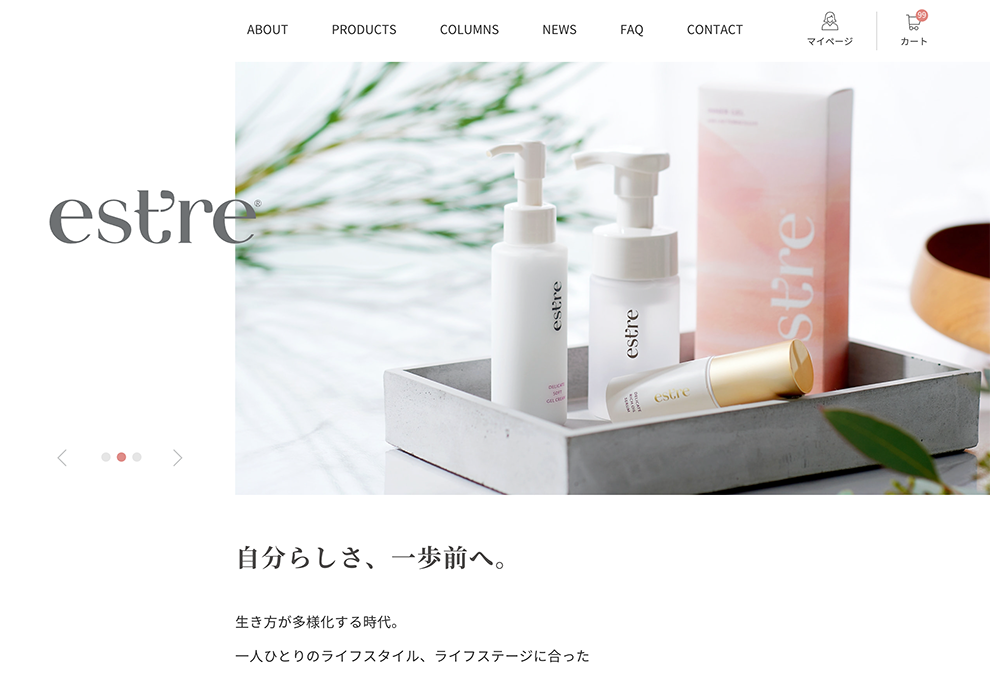 ABOUT PRODUCTS COLUMNS NEWS FAQ CONTACT マイページ 99 カート
estre®
estre
estre
estre
estre
自分らしさ、一歩前へ。
生き方が多様化する時代。
一人ひとりのライフスタイル、ライフステージに合った